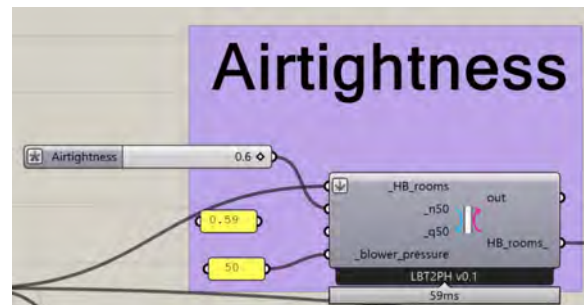 Airtightness
Airtightness 0.6
_HB_rooms
out
_n50
0.59
_q50
HB_rooms_
_blower_pressure
50
LBT2PH v0.1
59ms